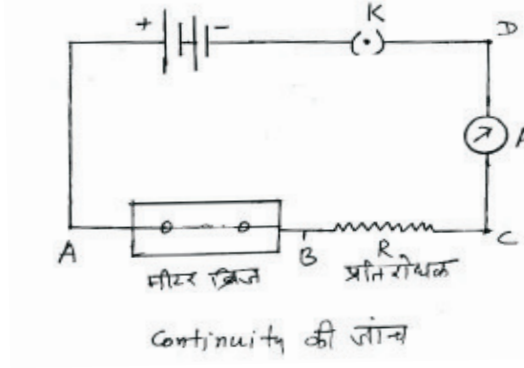 + - K D
A
A B R C
मीटर ब्रिज प्रतिरोधक
Continuity की जांच